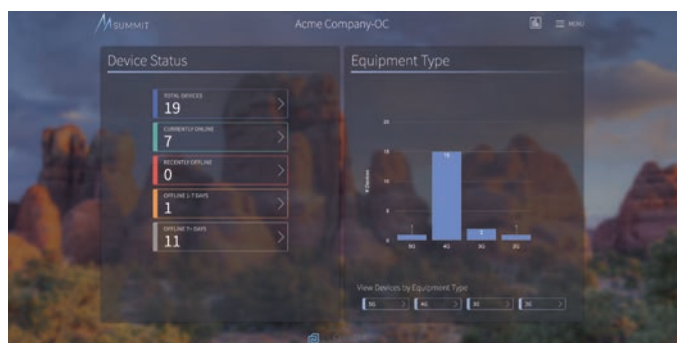 MSUMMIT
Acme Company-OC
MENU
Device Status
TOTAL DEVICES
19
CURRENTLY ONLINE
7
RECENTLY OFFLINE
0
OFFLINE 1-7 DAYS
1
OFFLINE 7+ DAYS
11
Equipment Type
20
15
10
5
0
# Devices
1
15
2
1
5G
4G
3G
2G
View Devices by Equipment Type
5G
4G
3G
2G